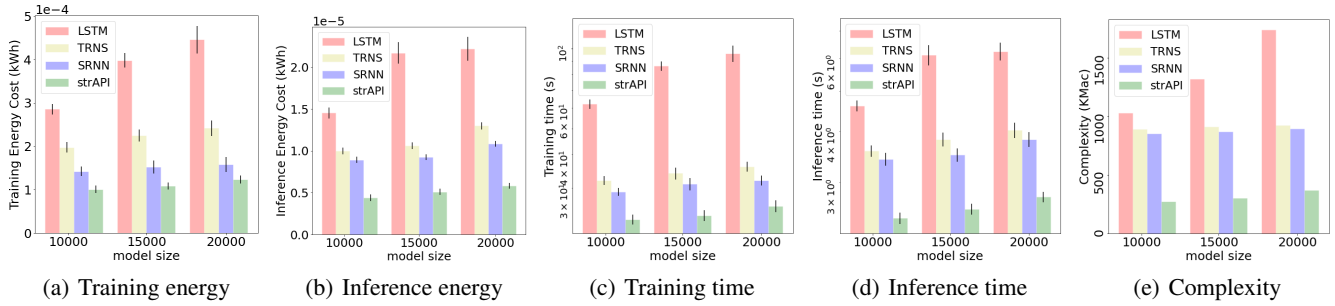 1e−4
5
4
3
2
1
0
Training Energy Cost (kWh)
LSTM
TRNS
SRNN
strAPI
10000 15000 20000
model size
(a) Training energy
1e−5
2.0
1.5
1.0
0.5
0.0
Inference Energy Cost (kWh)
LSTM
TRNS
SRNN
strAPI
10000 15000 20000
model size
(b) Inference energy
10²
6 × 10¹
4 × 10¹
3 × 10¹
Training time (s)
LSTM
TRNS
SRNN
strAPI
10000 15000 20000
model size
(c) Training time
6 × 10⁰
4 × 10⁰
3 × 10⁰
Inference time (s)
LSTM
TRNS
SRNN
strAPI
10000 15000 20000
model size
(d) Inference time
1500
1000
500
0
Complexity (KMac)
LSTM
TRNS
SRNN
strAPI
10000 15000 20000
model size
(e) Complexity